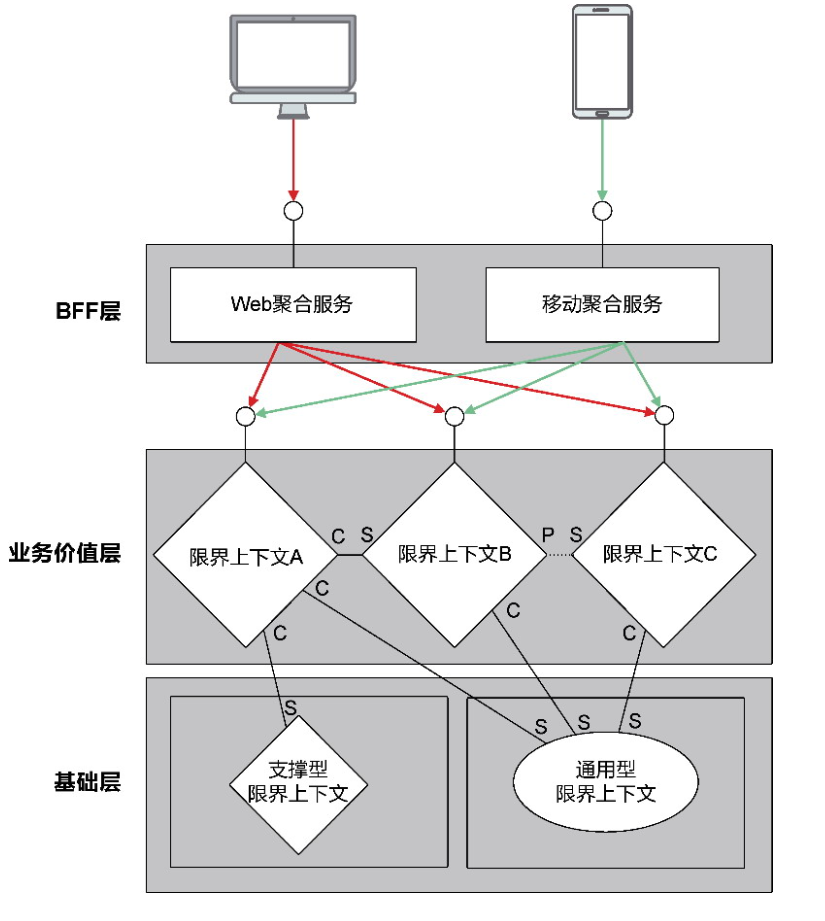 BFF层
Web聚合服务
移动聚合服务
业务价值层
限界上下文A
C
S
限界上下文B
P
S
限界上下文C
C
C
C
C
基础层
S
支撑型
限界上下文
S
S
S
通用型
限界上下文